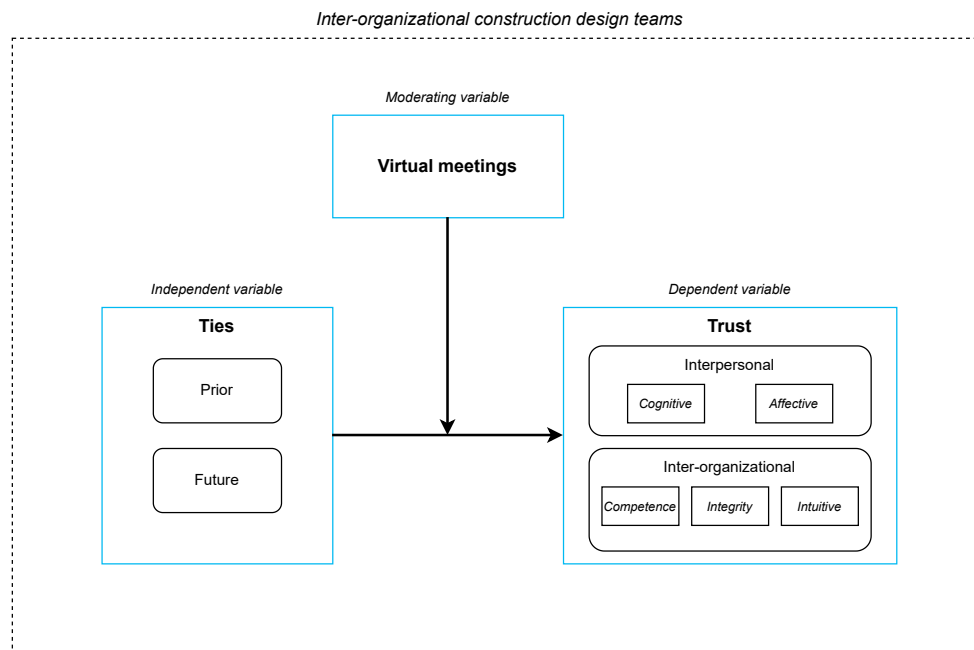 Inter-organizational construction design teams
Moderating variable
Virtual meetings
Independent variable
Ties
Prior
Future
Dependent variable
Trust
Interpersonal
Cognitive
Affective
Inter-organizational
Competence
Integrity
Intuitive